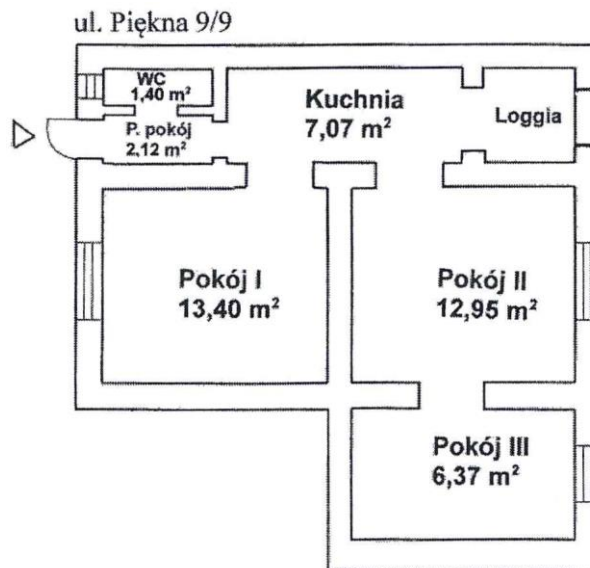 ul. Piękna 9/9
WC
1,40 m²
P. pokój
2,12 m²
Kuchnia
7,07 m²
Loggia
Pokój I
13,40 m²
Pokój II
12,95 m²
Pokój III
6,37 m²